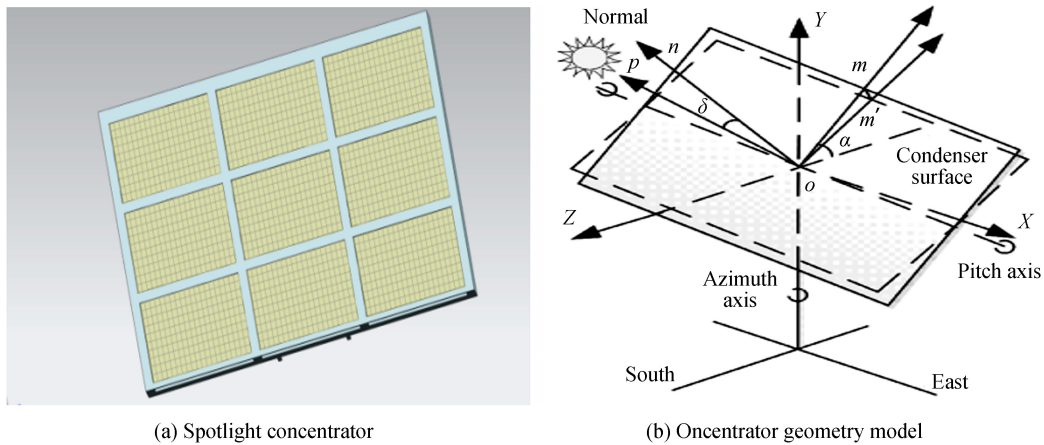 Normal
n
p
δ
Y
m
m′
α
Condenser
surface
o
Z
X
Pitch axis
Azimuth
axis
South
East
(a) Spotlight concentrator
(b) Oncentrator geometry model